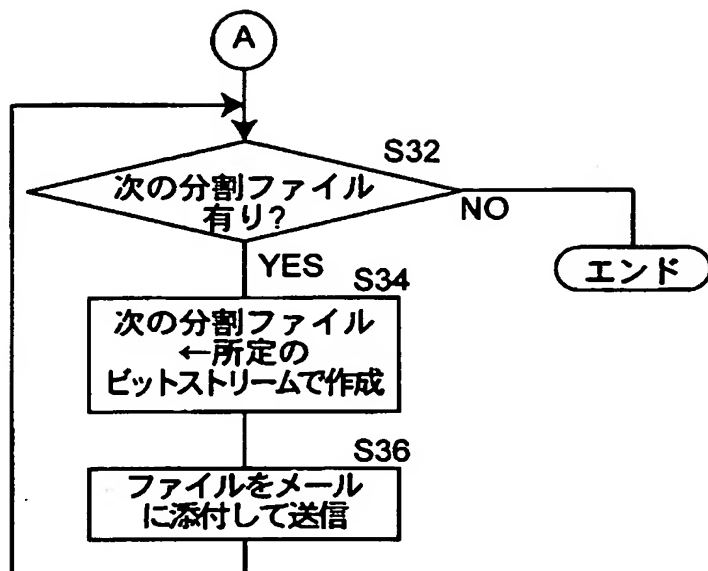 A
S32
次の分割ファイル
有り?
NO
エンド
YES
S34
次の分割ファイル
←所定の
ビットストリームで作成
S36
ファイルをメール
に添付して送信